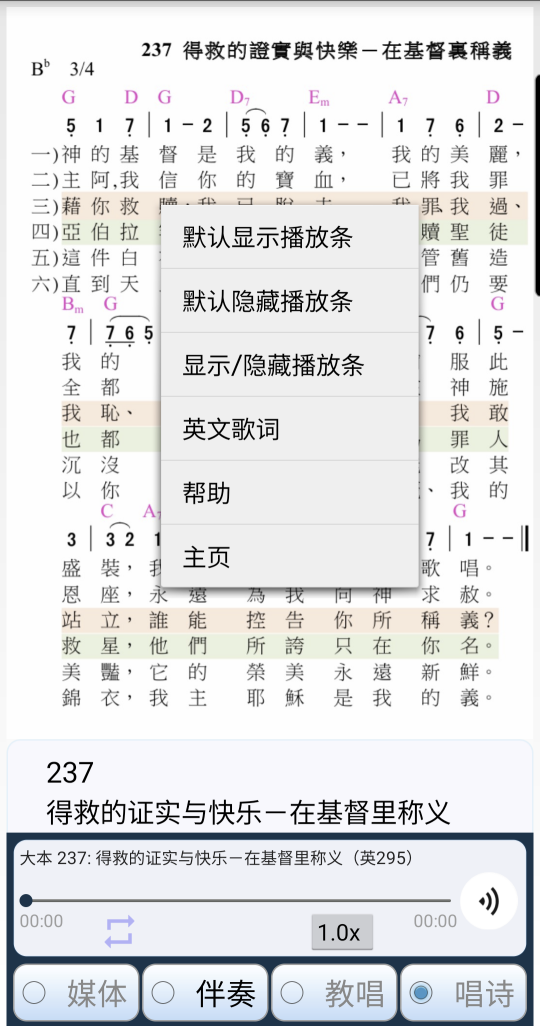 237 得救的證實與快樂－在基督裏稱義
Bb 3/4
G D G D7 Em A7 D
5 1 7 | 1 - 2 | 5 6 7 | 1 - - | 1 7 6 | 2 -
一)神的基督是我的義，我的美麗，
二)主阿,我信你的寶血，已將我罪
三)藉你救贖、我已脫去 我罪、我過、
四)亞伯拉 贖聖徒
五)這件白 管舊造
六)直到天 們仍要
Bm G G
7 | 7 6 5 7 6 | 5 -
我的 服此
全都 神施
我恥、 我敢
也都 罪人
沉沒 改其
以你 、我的
C A7 G
3 | 3 2 1 7 | 1 - -
盛裝，我 歌唱。
恩座，永遠為我向神求赦。
站立，誰能控告你所稱義？
救星，他們所誇只在你名。
美豔，它的榮美永遠新鮮。
錦衣，我主耶穌是我的義。
默认显示播放条
默认隐藏播放条
显示/隐藏播放条
英文歌词
帮助
主页
237
得救的证实与快乐－在基督里称义
大本 237: 得救的证实与快乐－在基督里称义（英295）
00:00 1.0x 00:00
媒体 伴奏 教唱 唱诗